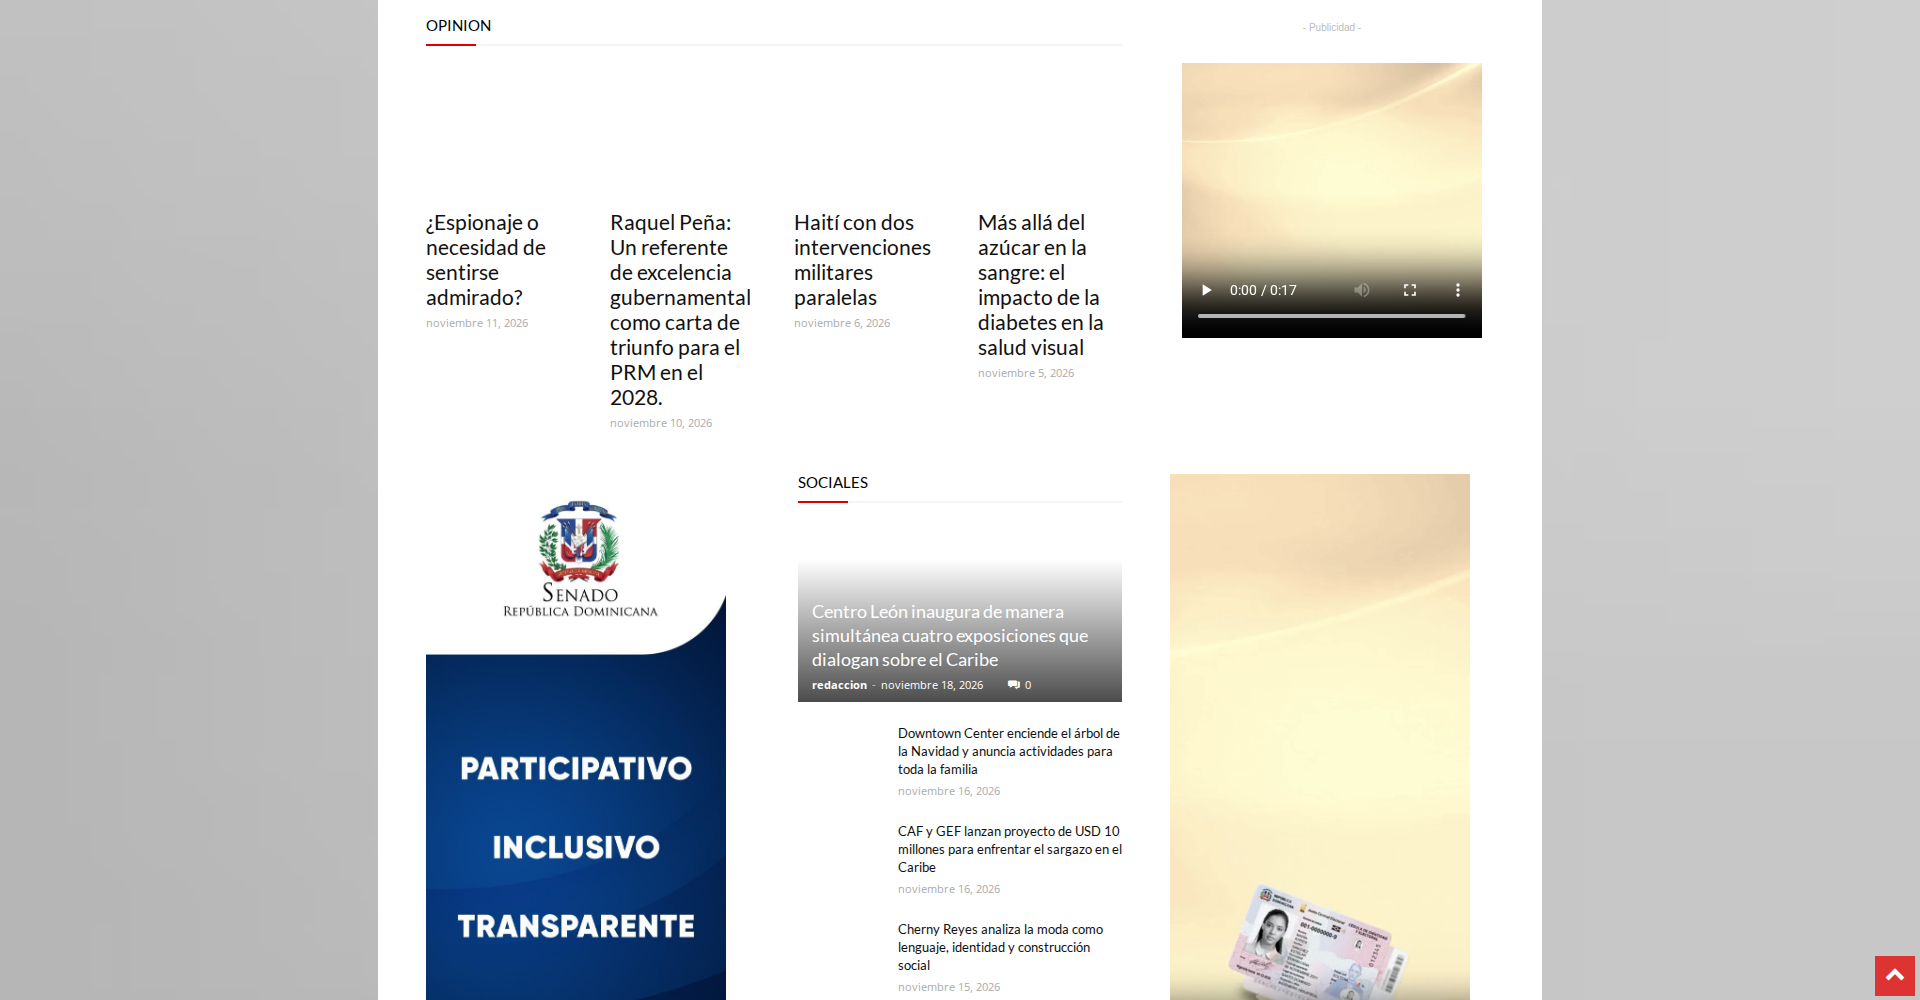 OPINION
- Publicidad -
¿Espionaje o
necesidad de
sentirse
admirado?
noviembre 11, 2026
Raquel Peña:
Un referente
de excelencia
gubernamental
como carta de
triunfo para el
PRM en el
2028.
noviembre 10, 2026
Haití con dos
intervenciones
militares
paralelas
noviembre 6, 2026
Más allá del
azúcar en la
sangre: el
impacto de la
diabetes en la
salud visual
noviembre 5, 2026
0:00 / 0:17
SENADO
REPÚBLICA DOMINICANA
PARTICIPATIVO
INCLUSIVO
TRANSPARENTE
SOCIALES
Centro León inaugura de manera
simultánea cuatro exposiciones que
dialogan sobre el Caribe
redaccion - noviembre 18, 2026 0
Downtown Center enciende el árbol de
la Navidad y anuncia actividades para
toda la familia
noviembre 16, 2026
CAF y GEF lanzan proyecto de USD 10
millones para enfrentar el sargazo en el
Caribe
noviembre 16, 2026
Cherny Reyes analiza la moda como
lenguaje, identidad y construcción
social
noviembre 15, 2026